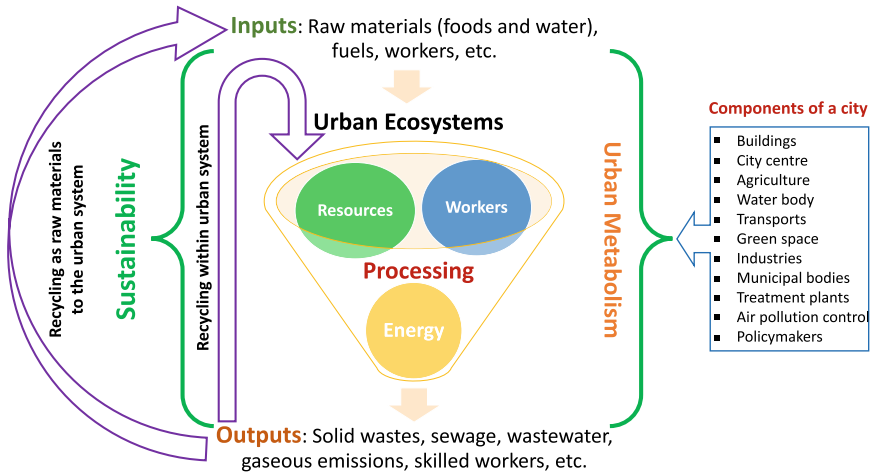 Inputs: Raw materials (foods and water),
fuels, workers, etc.
Urban Ecosystems
Resources
Workers
Processing
Energy
Outputs: Solid wastes, sewage, wastewater,
gaseous emissions, skilled workers, etc.
Recycling as raw materials
to the urban system
Sustainability
Recycling within urban system
Urban Metabolism
Components of a city
▪ Buildings
▪ City centre
▪ Agriculture
▪ Water body
▪ Transports
▪ Green space
▪ Industries
▪ Municipal bodies
▪ Treatment plants
▪ Air pollution control
▪ Policymakers